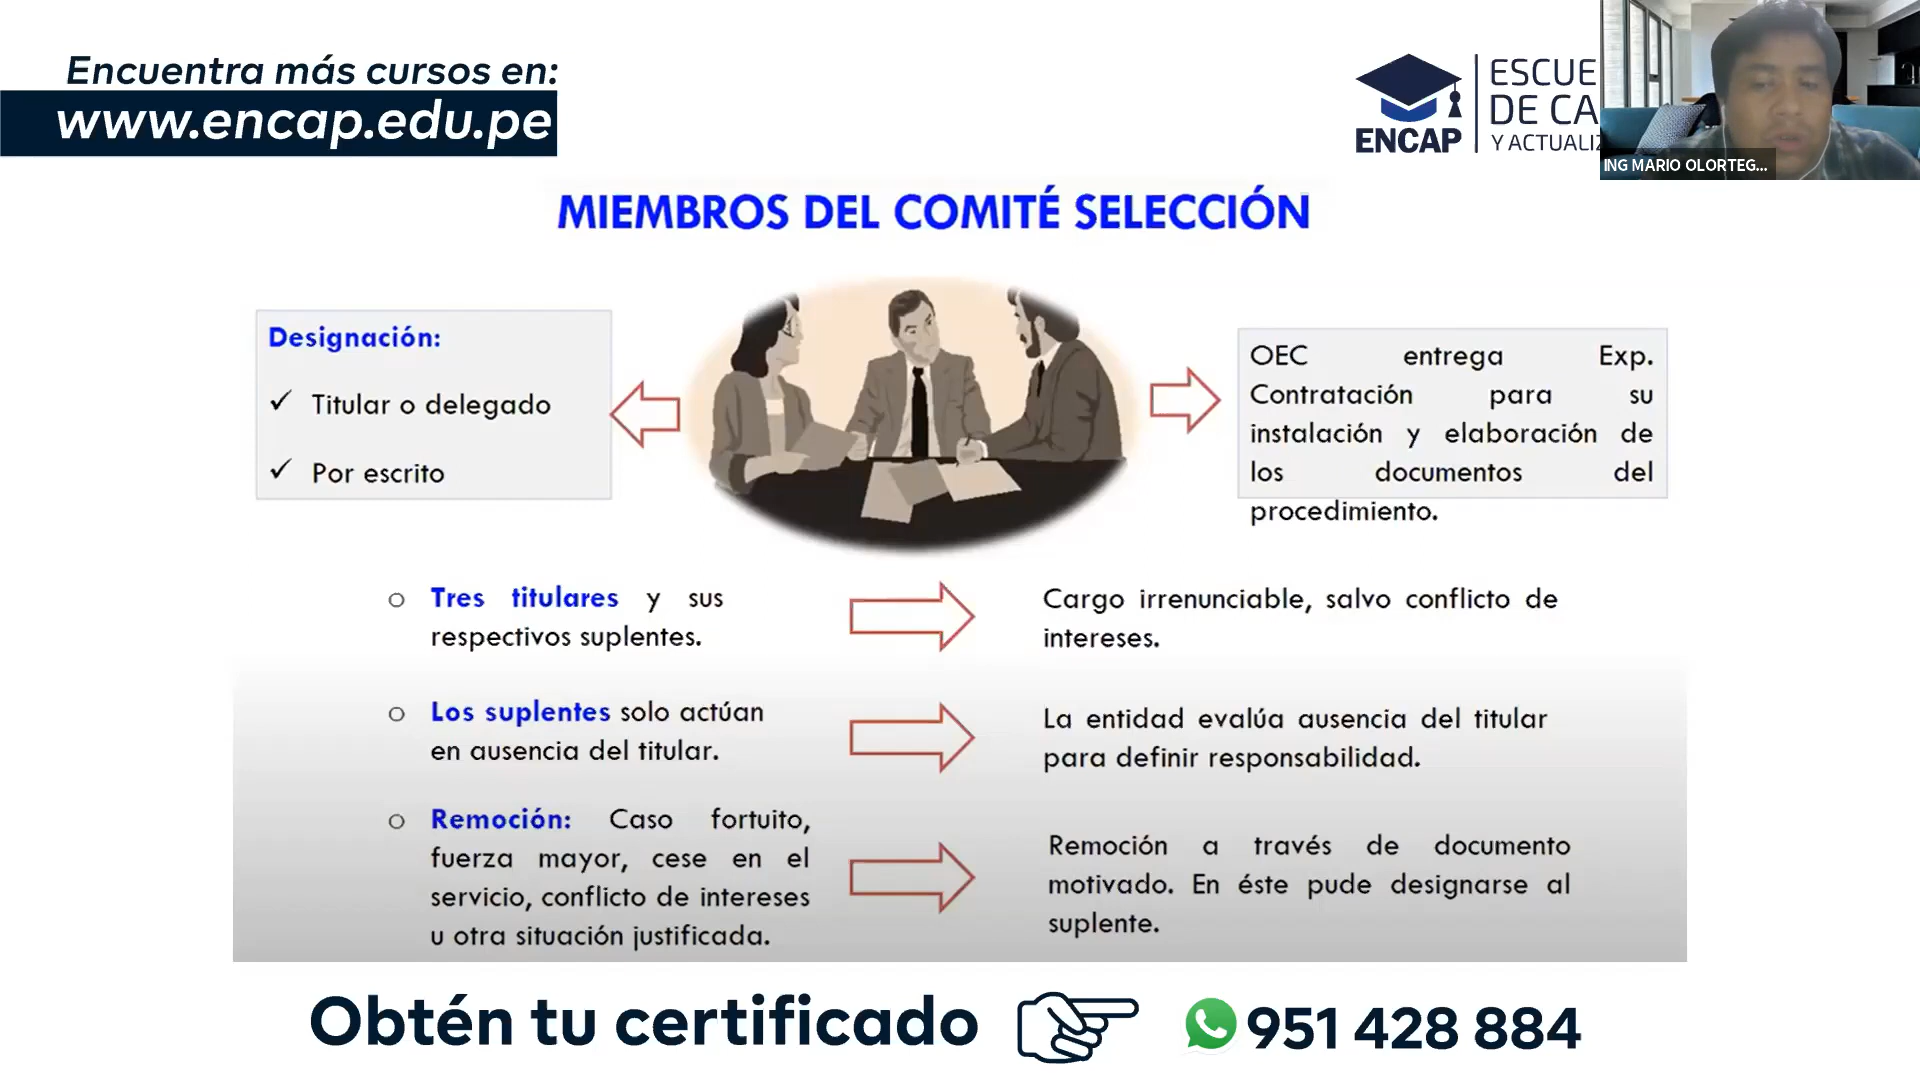 Encuentra más cursos en:
www.encap.edu.pe
ENCAP
ESCUE
DE CA
Y ACTUALIZ
ING MARIO OLORTEG...
MIEMBROS DEL COMITÉ SELECCIÓN
Designación:
✓ Titular o delegado
✓ Por escrito
OEC entrega Exp.
Contratación para su
instalación y elaboración de
los documentos del
procedimiento.
o Tres titulares y sus
respectivos suplentes.
Cargo irrenunciable, salvo conflicto de
intereses.
o Los suplentes solo actúan
en ausencia del titular.
La entidad evalúa ausencia del titular
para definir responsabilidad.
o Remoción: Caso fortuito,
fuerza mayor, cese en el
servicio, conflicto de intereses
u otra situación justificada.
Remoción a través de documento
motivado. En éste pude designarse al
suplente.
Obtén tu certificado
951 428 884